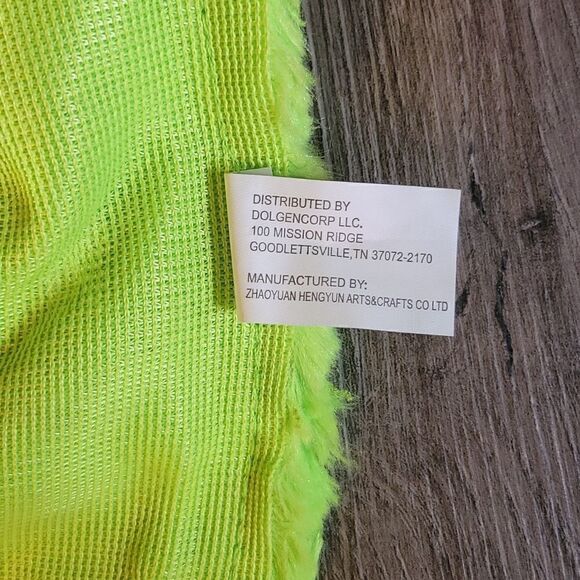 DISTRIBUTED BY
DOLGENCORP LLC.
100 MISSION RIDGE
GOODLETTSVILLE,TN 37072-2170
MANUFACTURED BY:
ZHAOYUAN HENGYUN ARTS&CRAFTS CO LTD